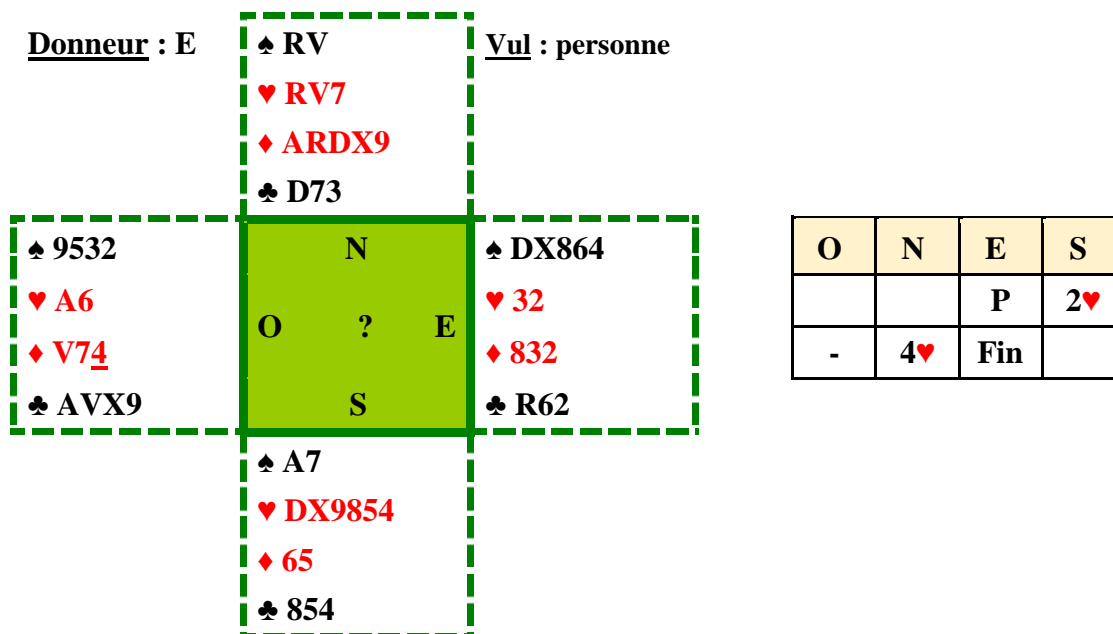 Donneur : E
♠ RV
Vul : personne
♥ RV7
♦ ARDX9
♣ D73
♠ 9532
N
♠ DX864
O N E S
♥ A6
♥ 32
P 2♥
O ? E
♦ V74
♦ 832
- 4♥ Fin
♣ AVX9
S
♣ R62
♠ A7
♥ DX9854
♦ 65
♣ 854